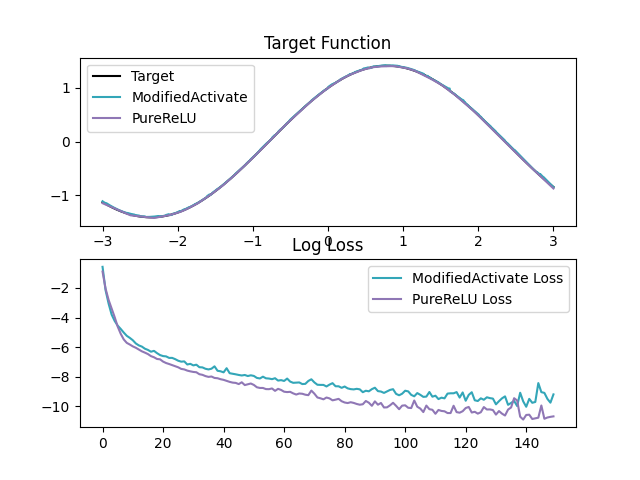 Target Function
Target
ModifiedActivate
PureReLU
1
0
−1
−3 −2 −1 0 1 2 3
Log Loss
ModifiedActivate Loss
PureReLU Loss
−2
−4
−6
−8
−10
0 20 40 60 80 100 120 140